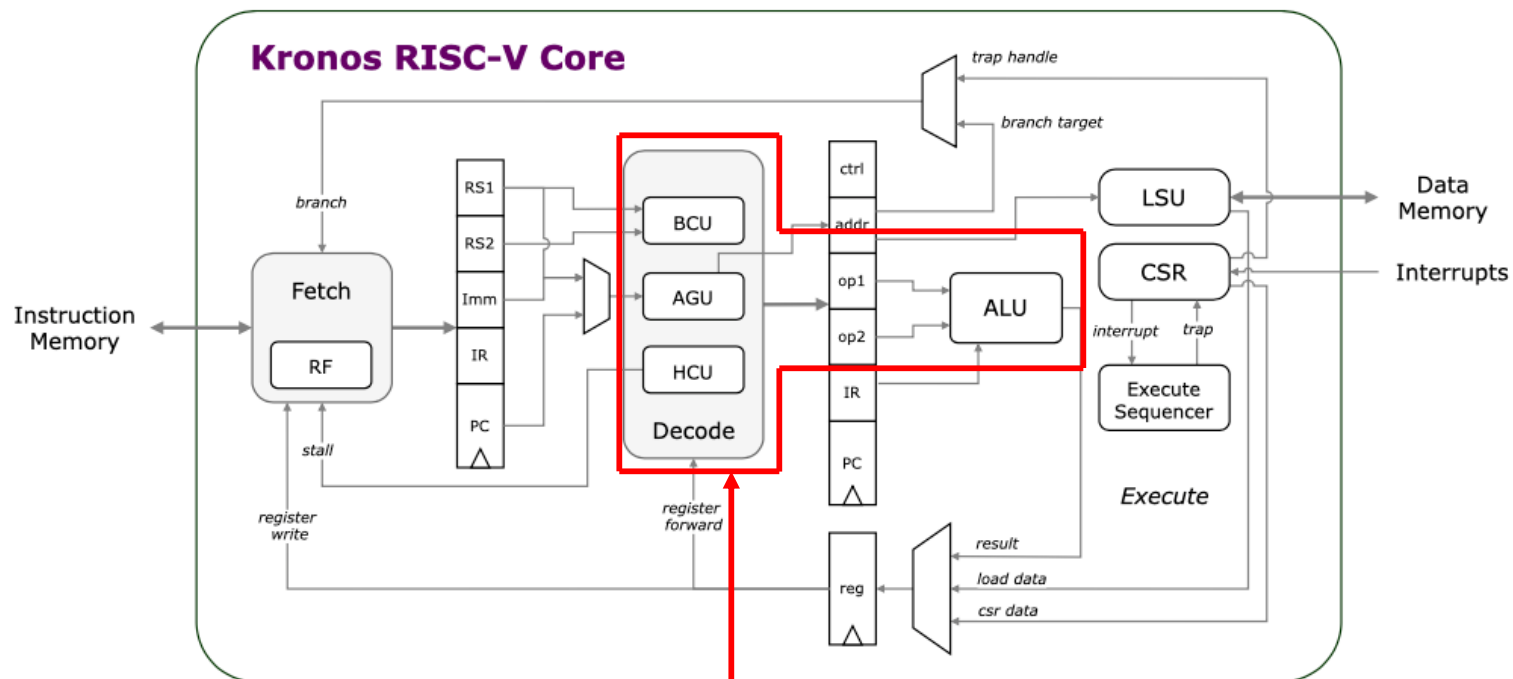 Kronos RISC-V Core
trap handle
branch target
branch
Instruction
Memory
Fetch
RF
stall
register
write
RS1
RS2
Imm
IR
PC
BCU
AGU
HCU
Decode
register
forward
ctrl
addr
op1
op2
IR
PC
ALU
LSU
CSR
interrupt
trap
Execute
Sequencer
Execute
Data
Memory
Interrupts
reg
result
load data
csr data